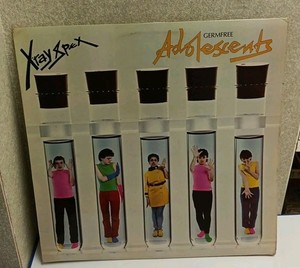 X-ray Spex
GERMFREE
Adolescents